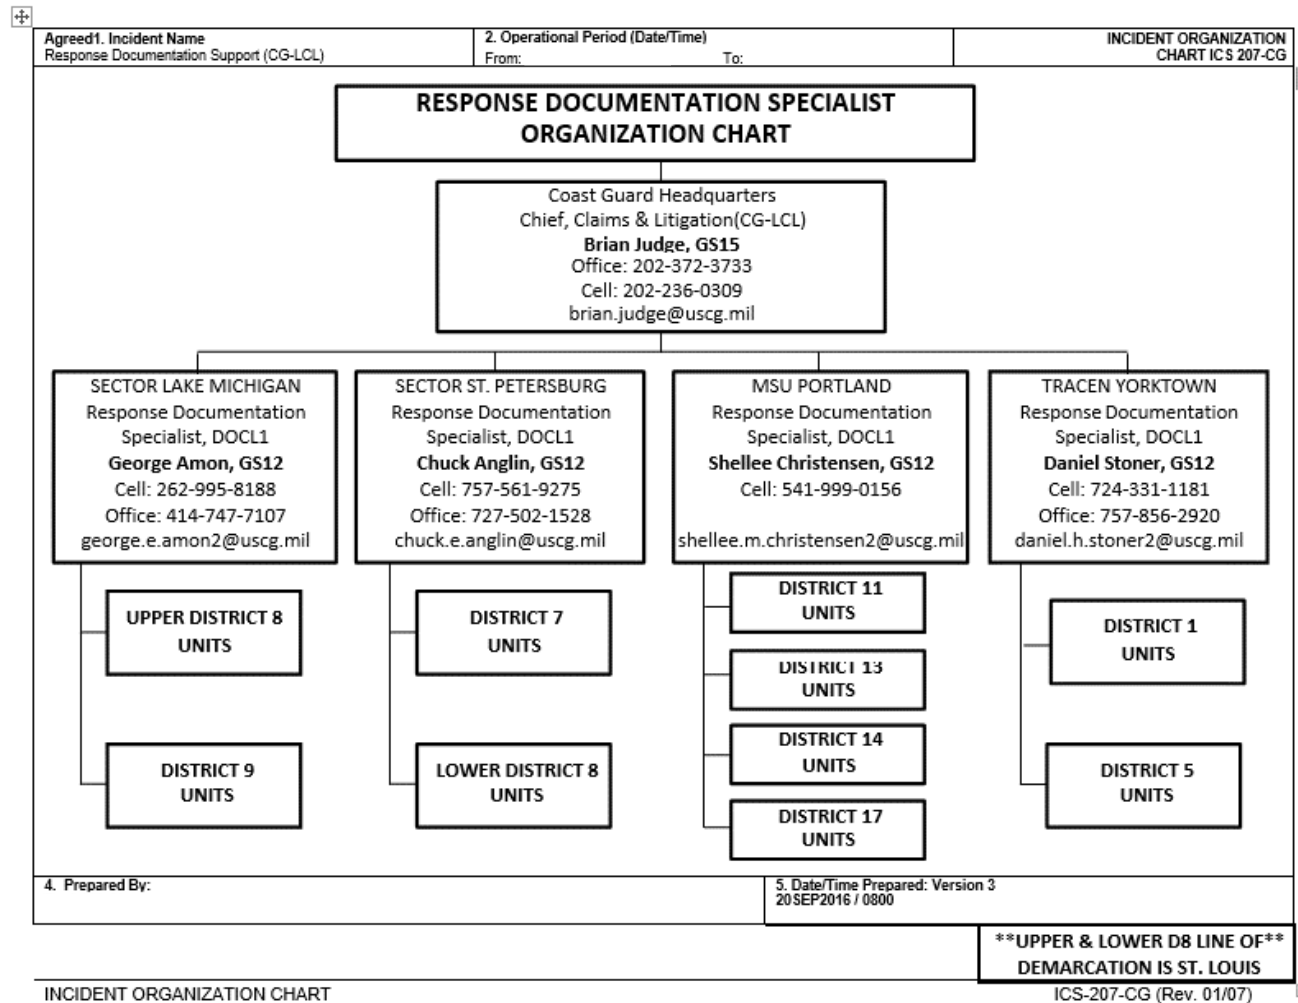 Agreed1. Incident Name
Response Documentation Support (CG-LCL)
2. Operational Period (Date/Time)
From: To:
INCIDENT ORGANIZATION
CHART ICS 207-CG
RESPONSE DOCUMENTATION SPECIALIST
ORGANIZATION CHART
Coast Guard Headquarters
Chief, Claims & Litigation(CG-LCL)
Brian Judge, GS15
Office: 202-372-3733
Cell: 202-236-0309
brian.judge@uscg.mil
SECTOR LAKE MICHIGAN
Response Documentation
Specialist, DOCL1
George Amon, GS12
Cell: 262-995-8188
Office: 414-747-7107
george.e.amon2@uscg.mil
UPPER DISTRICT 8
UNITS
DISTRICT 9
UNITS
SECTOR ST. PETERSBURG
Response Documentation
Specialist, DOCL1
Chuck Anglin, GS12
Cell: 757-561-9275
Office: 727-502-1528
chuck.e.anglin@uscg.mil
DISTRICT 7
UNITS
LOWER DISTRICT 8
UNITS
MSU PORTLAND
Response Documentation
Specialist, DOCL1
Shellee Christensen, GS12
Cell: 541-999-0156
shellee.m.christensen2@uscg.mil
DISTRICT 11
UNITS
DISTRICT 13
UNITS
DISTRICT 14
UNITS
DISTRICT 17
UNITS
TRACEN YORKTOWN
Response Documentation
Specialist, DOCL1
Daniel Stoner, GS12
Cell: 724-331-1181
Office: 757-856-2920
daniel.h.stoner2@uscg.mil
DISTRICT 1
UNITS
DISTRICT 5
UNITS
4. Prepared By:
5. Date/Time Prepared: Version 3
20SEP2016 / 0800
**UPPER & LOWER D8 LINE OF**
DEMARCATION IS ST. LOUIS
INCIDENT ORGANIZATION CHART
ICS-207-CG (Rev. 01/07)